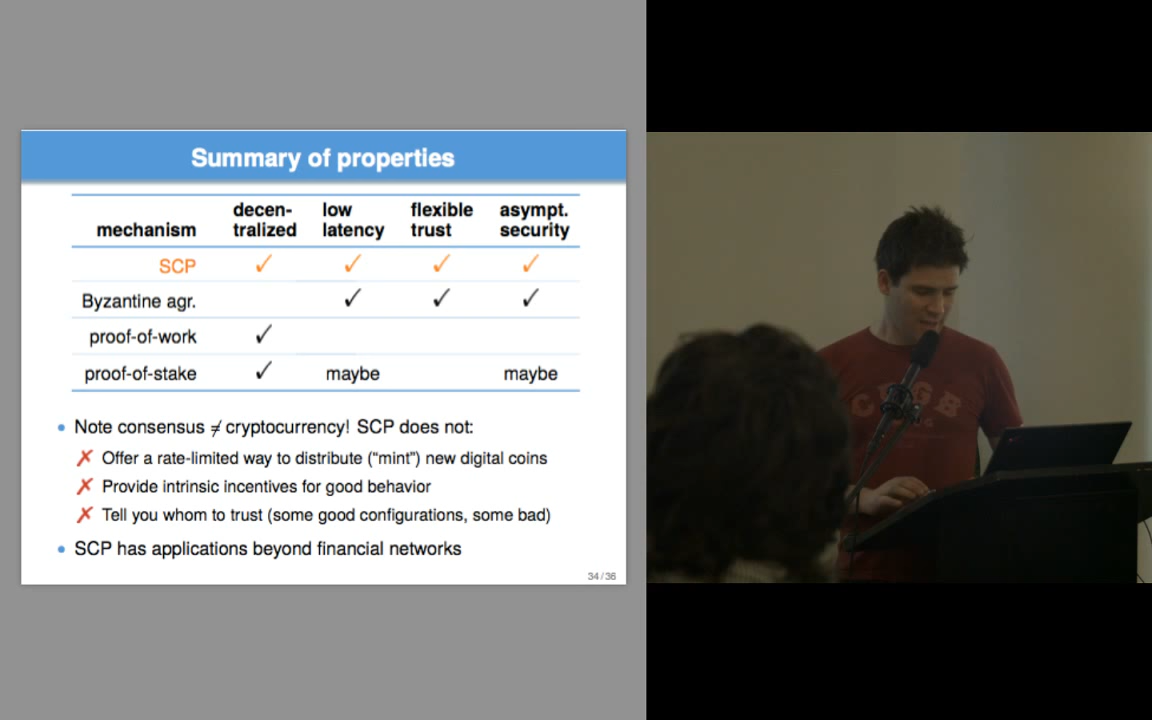 Summary of properties
decen- low flexible asympt.
mechanism tralized latency trust security
SCP ✓ ✓ ✓ ✓
Byzantine agr. ✓ ✓ ✓
proof-of-work ✓
proof-of-stake ✓ maybe maybe
• Note consensus ≠ cryptocurrency! SCP does not:
✗ Offer a rate-limited way to distribute (“mint”) new digital coins
✗ Provide intrinsic incentives for good behavior
✗ Tell you whom to trust (some good configurations, some bad)
• SCP has applications beyond financial networks
34 / 36